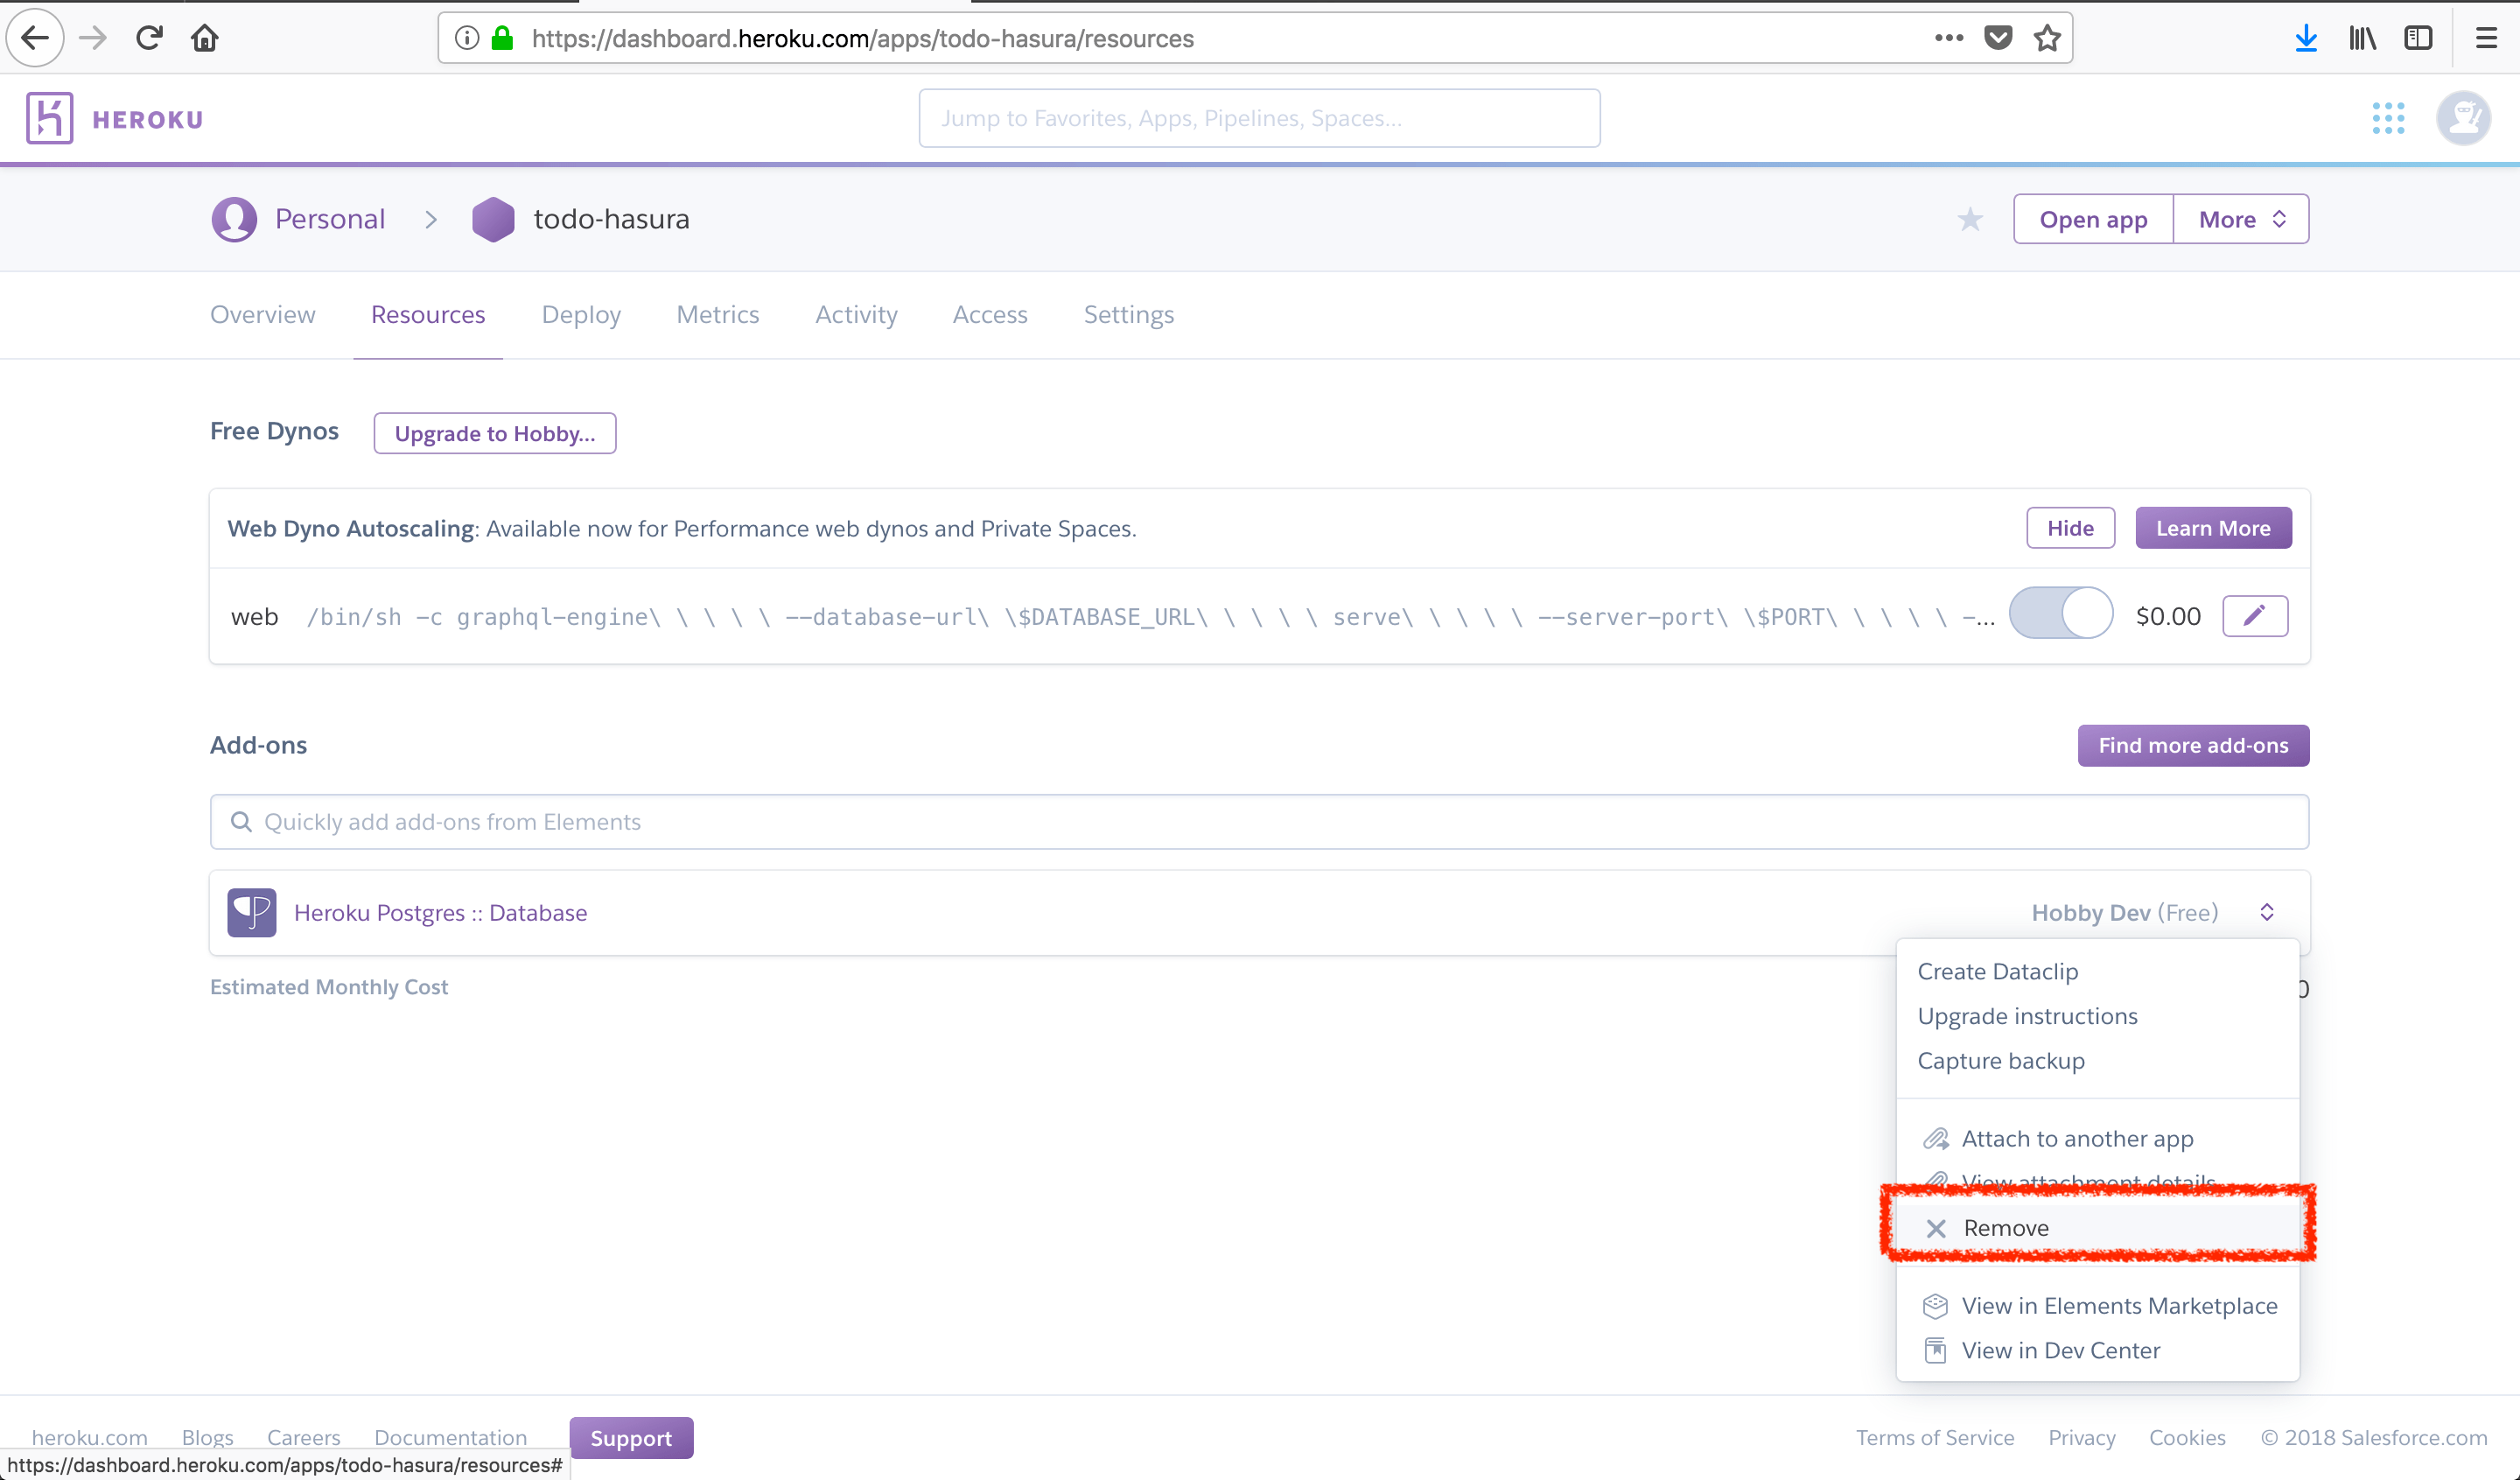 https://dashboard.heroku.com/apps/todo-hasura/resources
HEROKU
Jump to Favorites, Apps, Pipelines, Spaces...
Personal > todo-hasura
Open app
More
Overview Resources Deploy Metrics Activity Access Settings
Free Dynos
Upgrade to Hobby...
Web Dyno Autoscaling: Available now for Performance web dynos and Private Spaces.
Hide
Learn More
web /bin/sh -c graphql-engine\ \ \ \ \ --database-url\ \$DATABASE_URL\ \ \ \ \ serve\ \ \ \ \ --server-port\ \$PORT\ \ \ \ \ -... $0.00
Add-ons
Find more add-ons
Quickly add add-ons from Elements
Heroku Postgres :: Database
Hobby Dev (Free)
Estimated Monthly Cost
0
Create Dataclip
Upgrade instructions
Capture backup
Attach to another app
View attachment details
Remove
View in Elements Marketplace
View in Dev Center
heroku.com Blogs Careers Documentation Support
Terms of Service Privacy Cookies © 2018 Salesforce.com
https://dashboard.heroku.com/apps/todo-hasura/resources#